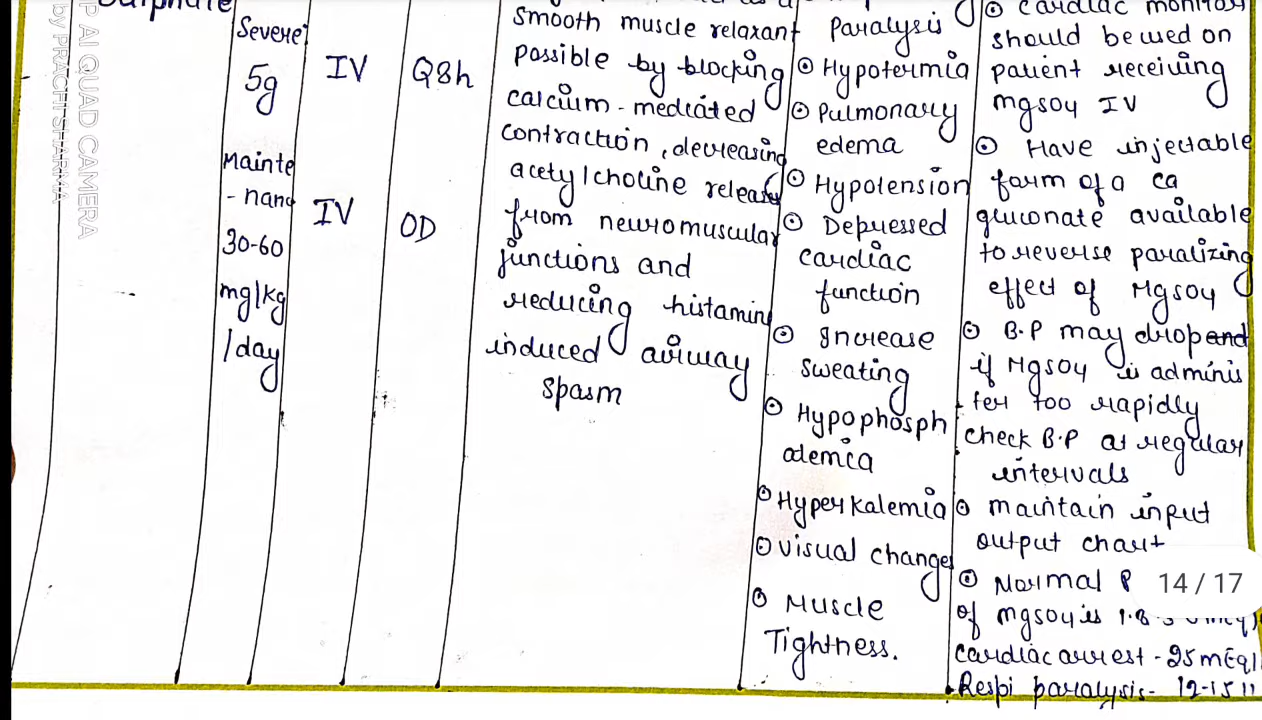 Sulphate
Severe
5g
Mainte
- nanc
30-60
mg/kg
/day
IV
IV
Q8h
OD
Smooth muscle relaxant
possible by blocking
calcium - mediated
contraction, decreasing
acetylcholine release
from neuromuscular
junctions and
reducing histamin
induced airway
spasm
Paralysis
⊙ Hypotermia
⊙ Pulmonary
edema
⊙ Hypotension
⊙ Depressed
cardiac
function
⊙ Increase
sweating
⊙ Hypophosph
atemia
⊙ Hyperkalemia
⊙ visual change
⊙ Muscle
Tightness.
⊙ cardiac monitor
should be used on
patient receiving
mgso4 IV
⊙ Have injectable
form of a ca
gluconate available
to reverse paralizing
effect of Mgso4
⊙ B.P may drop and
if Mgso4 is adminis
ter too rapidly
check B.P at regular
intervals
⊙ maintain input
output chart
⊙ Normal
of mgso4 is
cardiac arrest - 25 mEq/
Respi paralysis - 12-15 "
14 / 17
P AI QUAD CAMERA
by PRACHI SHARMA